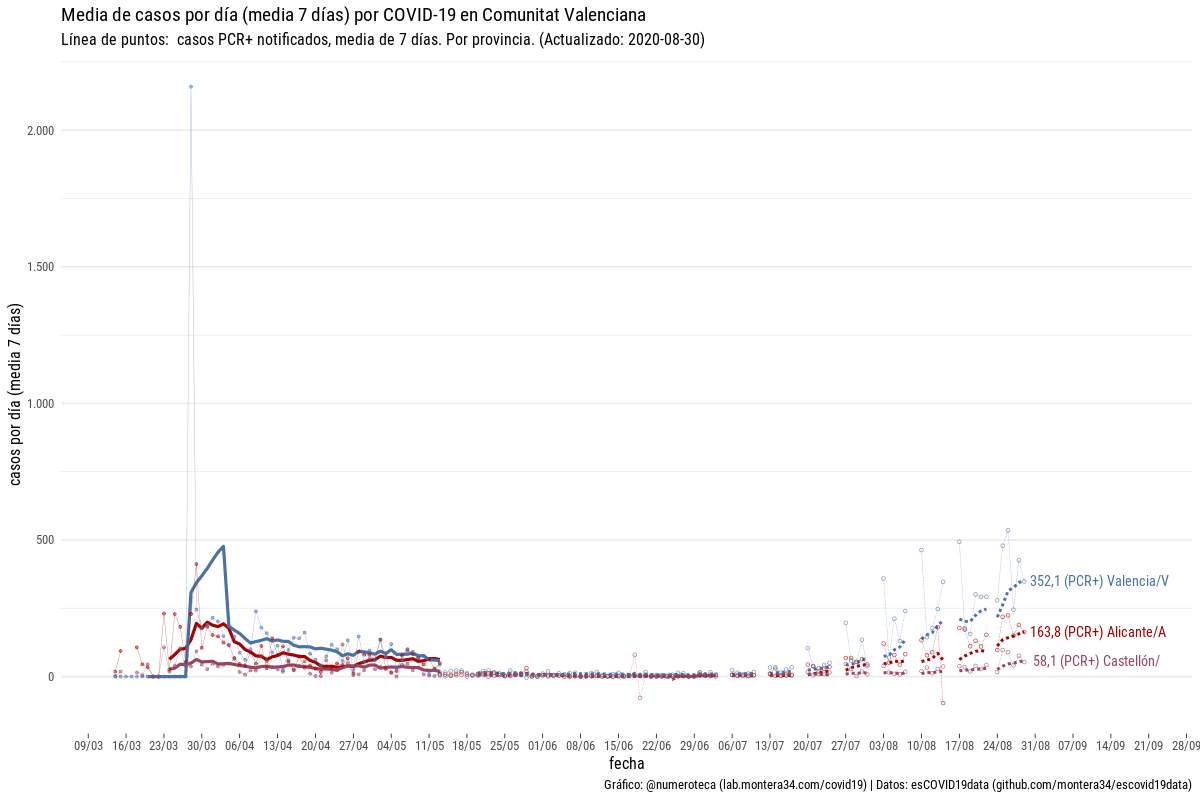 Media de casos por día (media 7 días) por COVID-19 en Comunitat Valenciana
Línea de puntos:  casos PCR+ notificados, media de 7 días. Por provincia. (Actualizado: 2020-08-30)
casos por día (media 7 días)
2.000
1.500
1.000
500
0
352,1 (PCR+) Valencia/V
163,8 (PCR+) Alicante/A
58,1 (PCR+) Castellón/
09/03 16/03 23/03 30/03 06/04 13/04 20/04 27/04 04/05 11/05 18/05 25/05 01/06 08/06 15/06 22/06 29/06 06/07 13/07 20/07 27/07 03/08 10/08 17/08 24/08 31/08 07/09 14/09 21/09 28/09
fecha
Gráfico: @numeroteca (lab.montera34.com/covid19) | Datos: esCOVID19data (github.com/montera34/escovid19data)